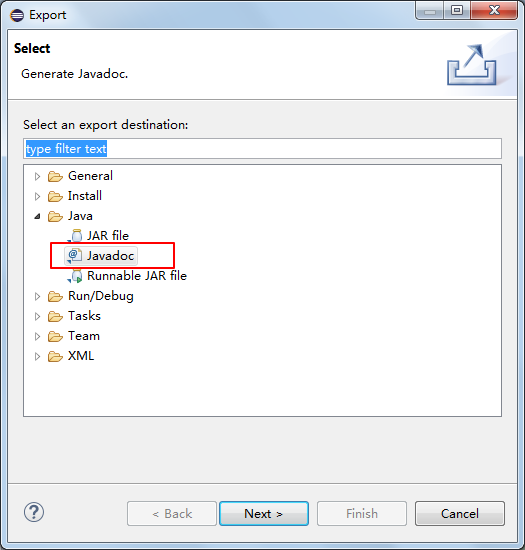 Export
Select
Generate Javadoc.
Select an export destination:
type filter text
General
Install
Java
JAR file
Javadoc
Runnable JAR file
Run/Debug
Tasks
Team
XML
< Back
Next >
Finish
Cancel